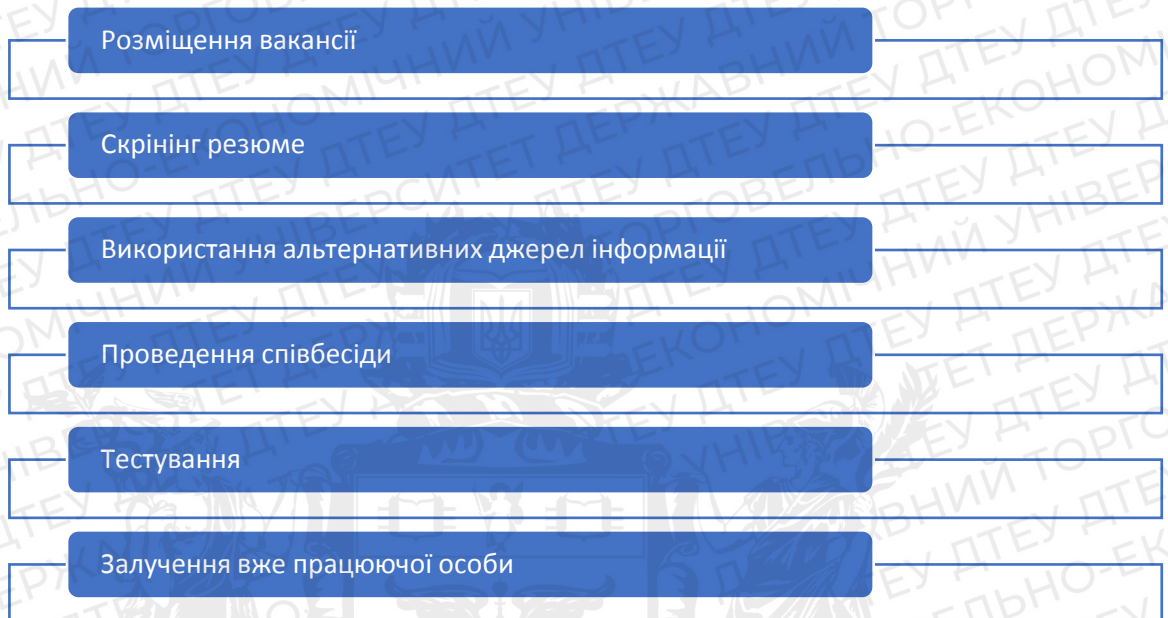 Розміщення вакансії
Скрінінг резюме
Використання альтернативних джерел інформації
Проведення співбесіди
Тестування
Залучення вже працюючої особи